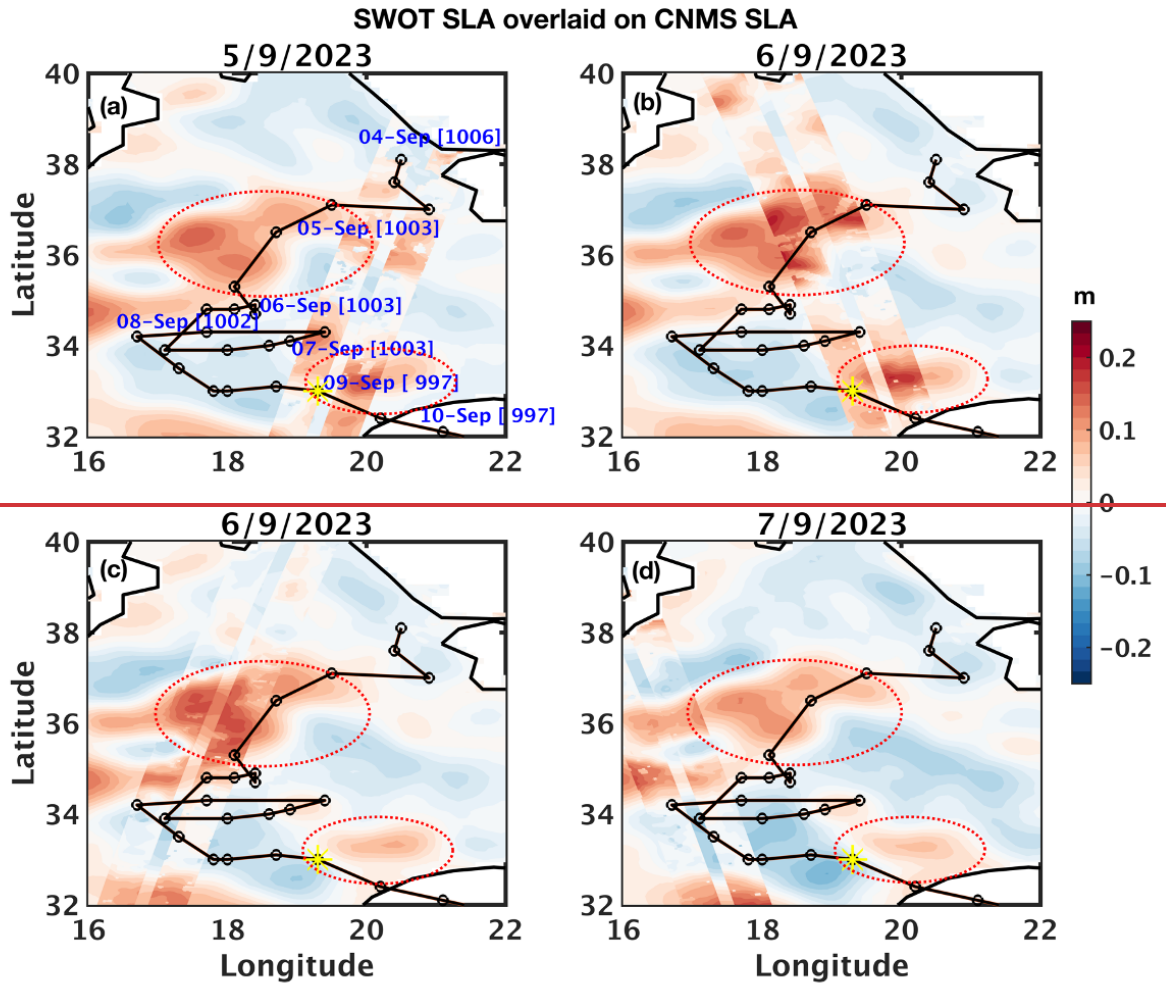 SWOT SLA overlaid on CNMS SLA
5/9/2023
6/9/2023
(a)
(b)
40
38
36
34
32
16
18
20
22
Latitude
04-Sep [1006]
05-Sep [1003]
06-Sep [1003]
08-Sep [1002]
07-Sep [1003]
09-Sep [ 997]
10-Sep [ 997]
40
38
36
34
32
16
18
20
22
m
0.2
0.1
0
-0.1
-0.2
6/9/2023
7/9/2023
(c)
(d)
40
38
36
34
32
16
18
20
22
Latitude
Longitude
40
38
36
34
32
16
18
20
22
Longitude